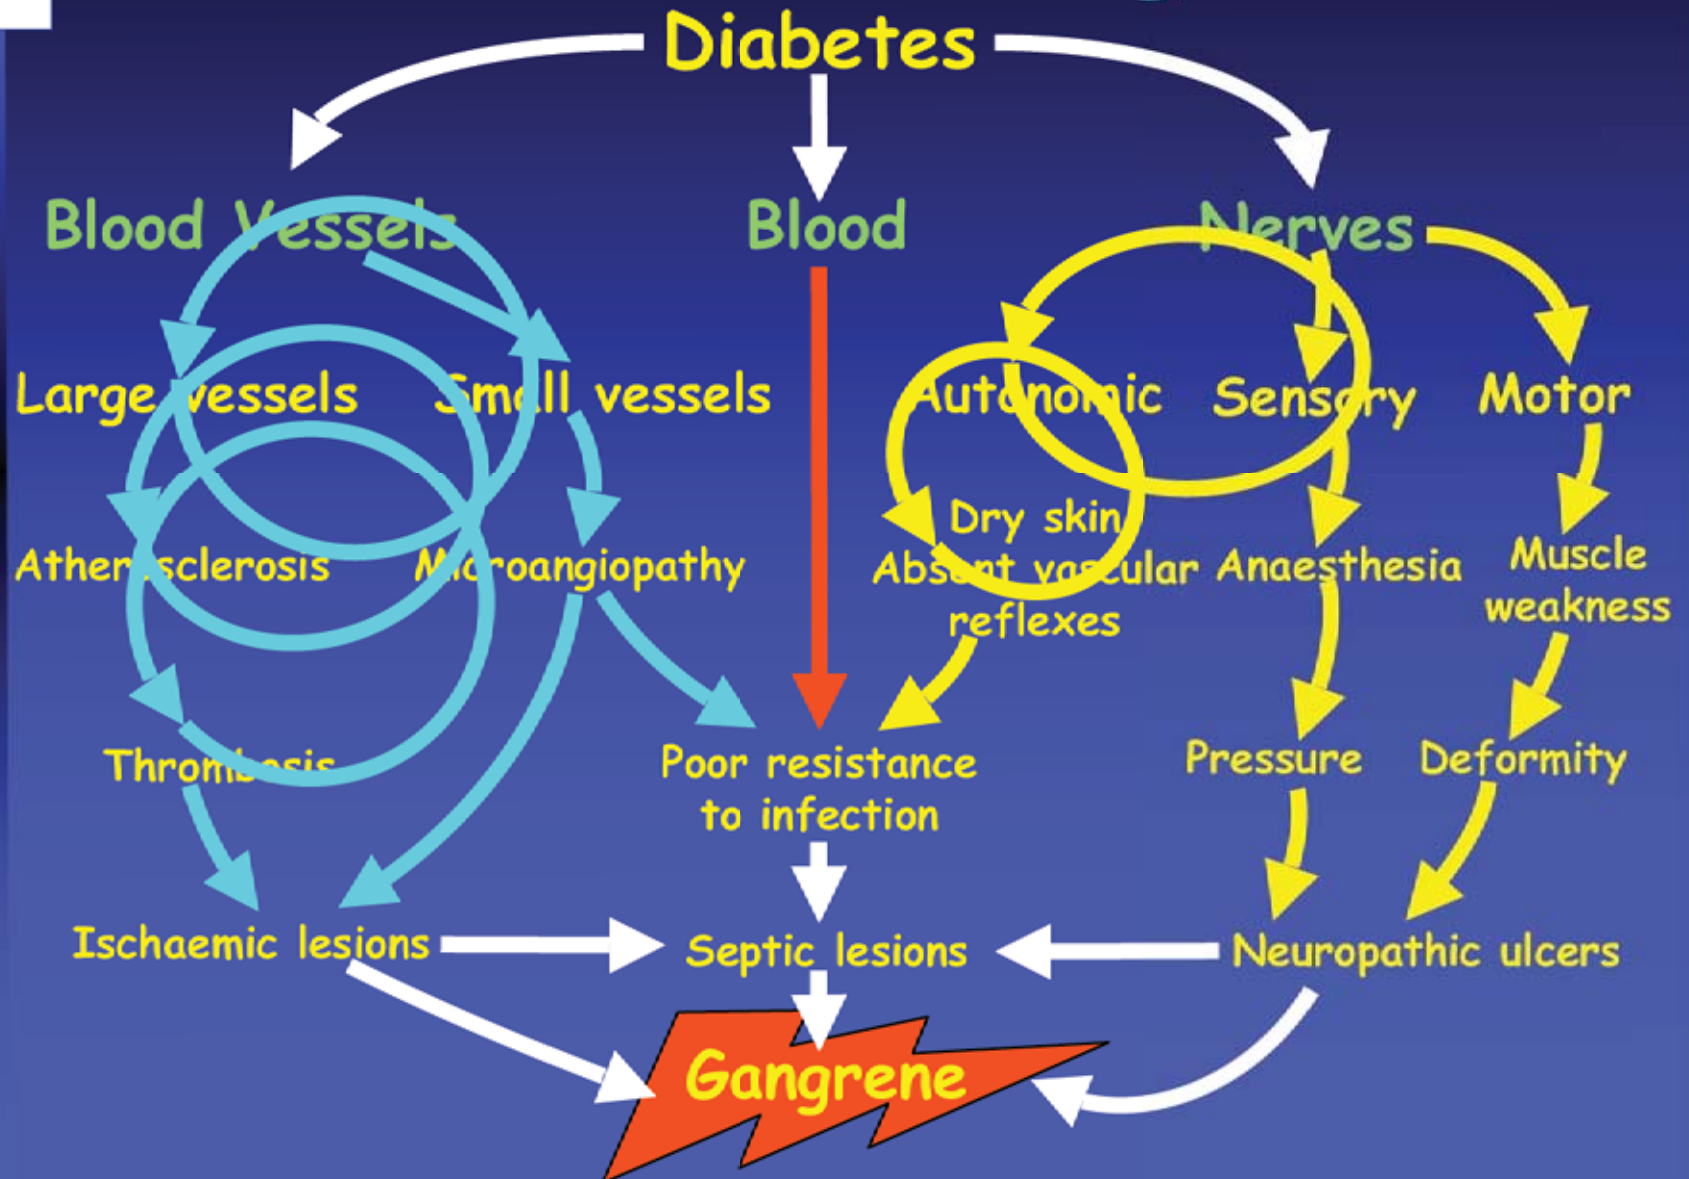 Diabetes
Blood Vessels
Blood
Nerves
Large vessels
Small vessels
Autonomic
Sensory
Motor
Atherosclerosis
Microangiopathy
Dry skin
Absent vascular
reflexes
Anaesthesia
Muscle
weakness
Thrombosis
Poor resistance
to infection
Pressure
Deformity
Ischaemic lesions
Septic lesions
Neuropathic ulcers
Gangrene